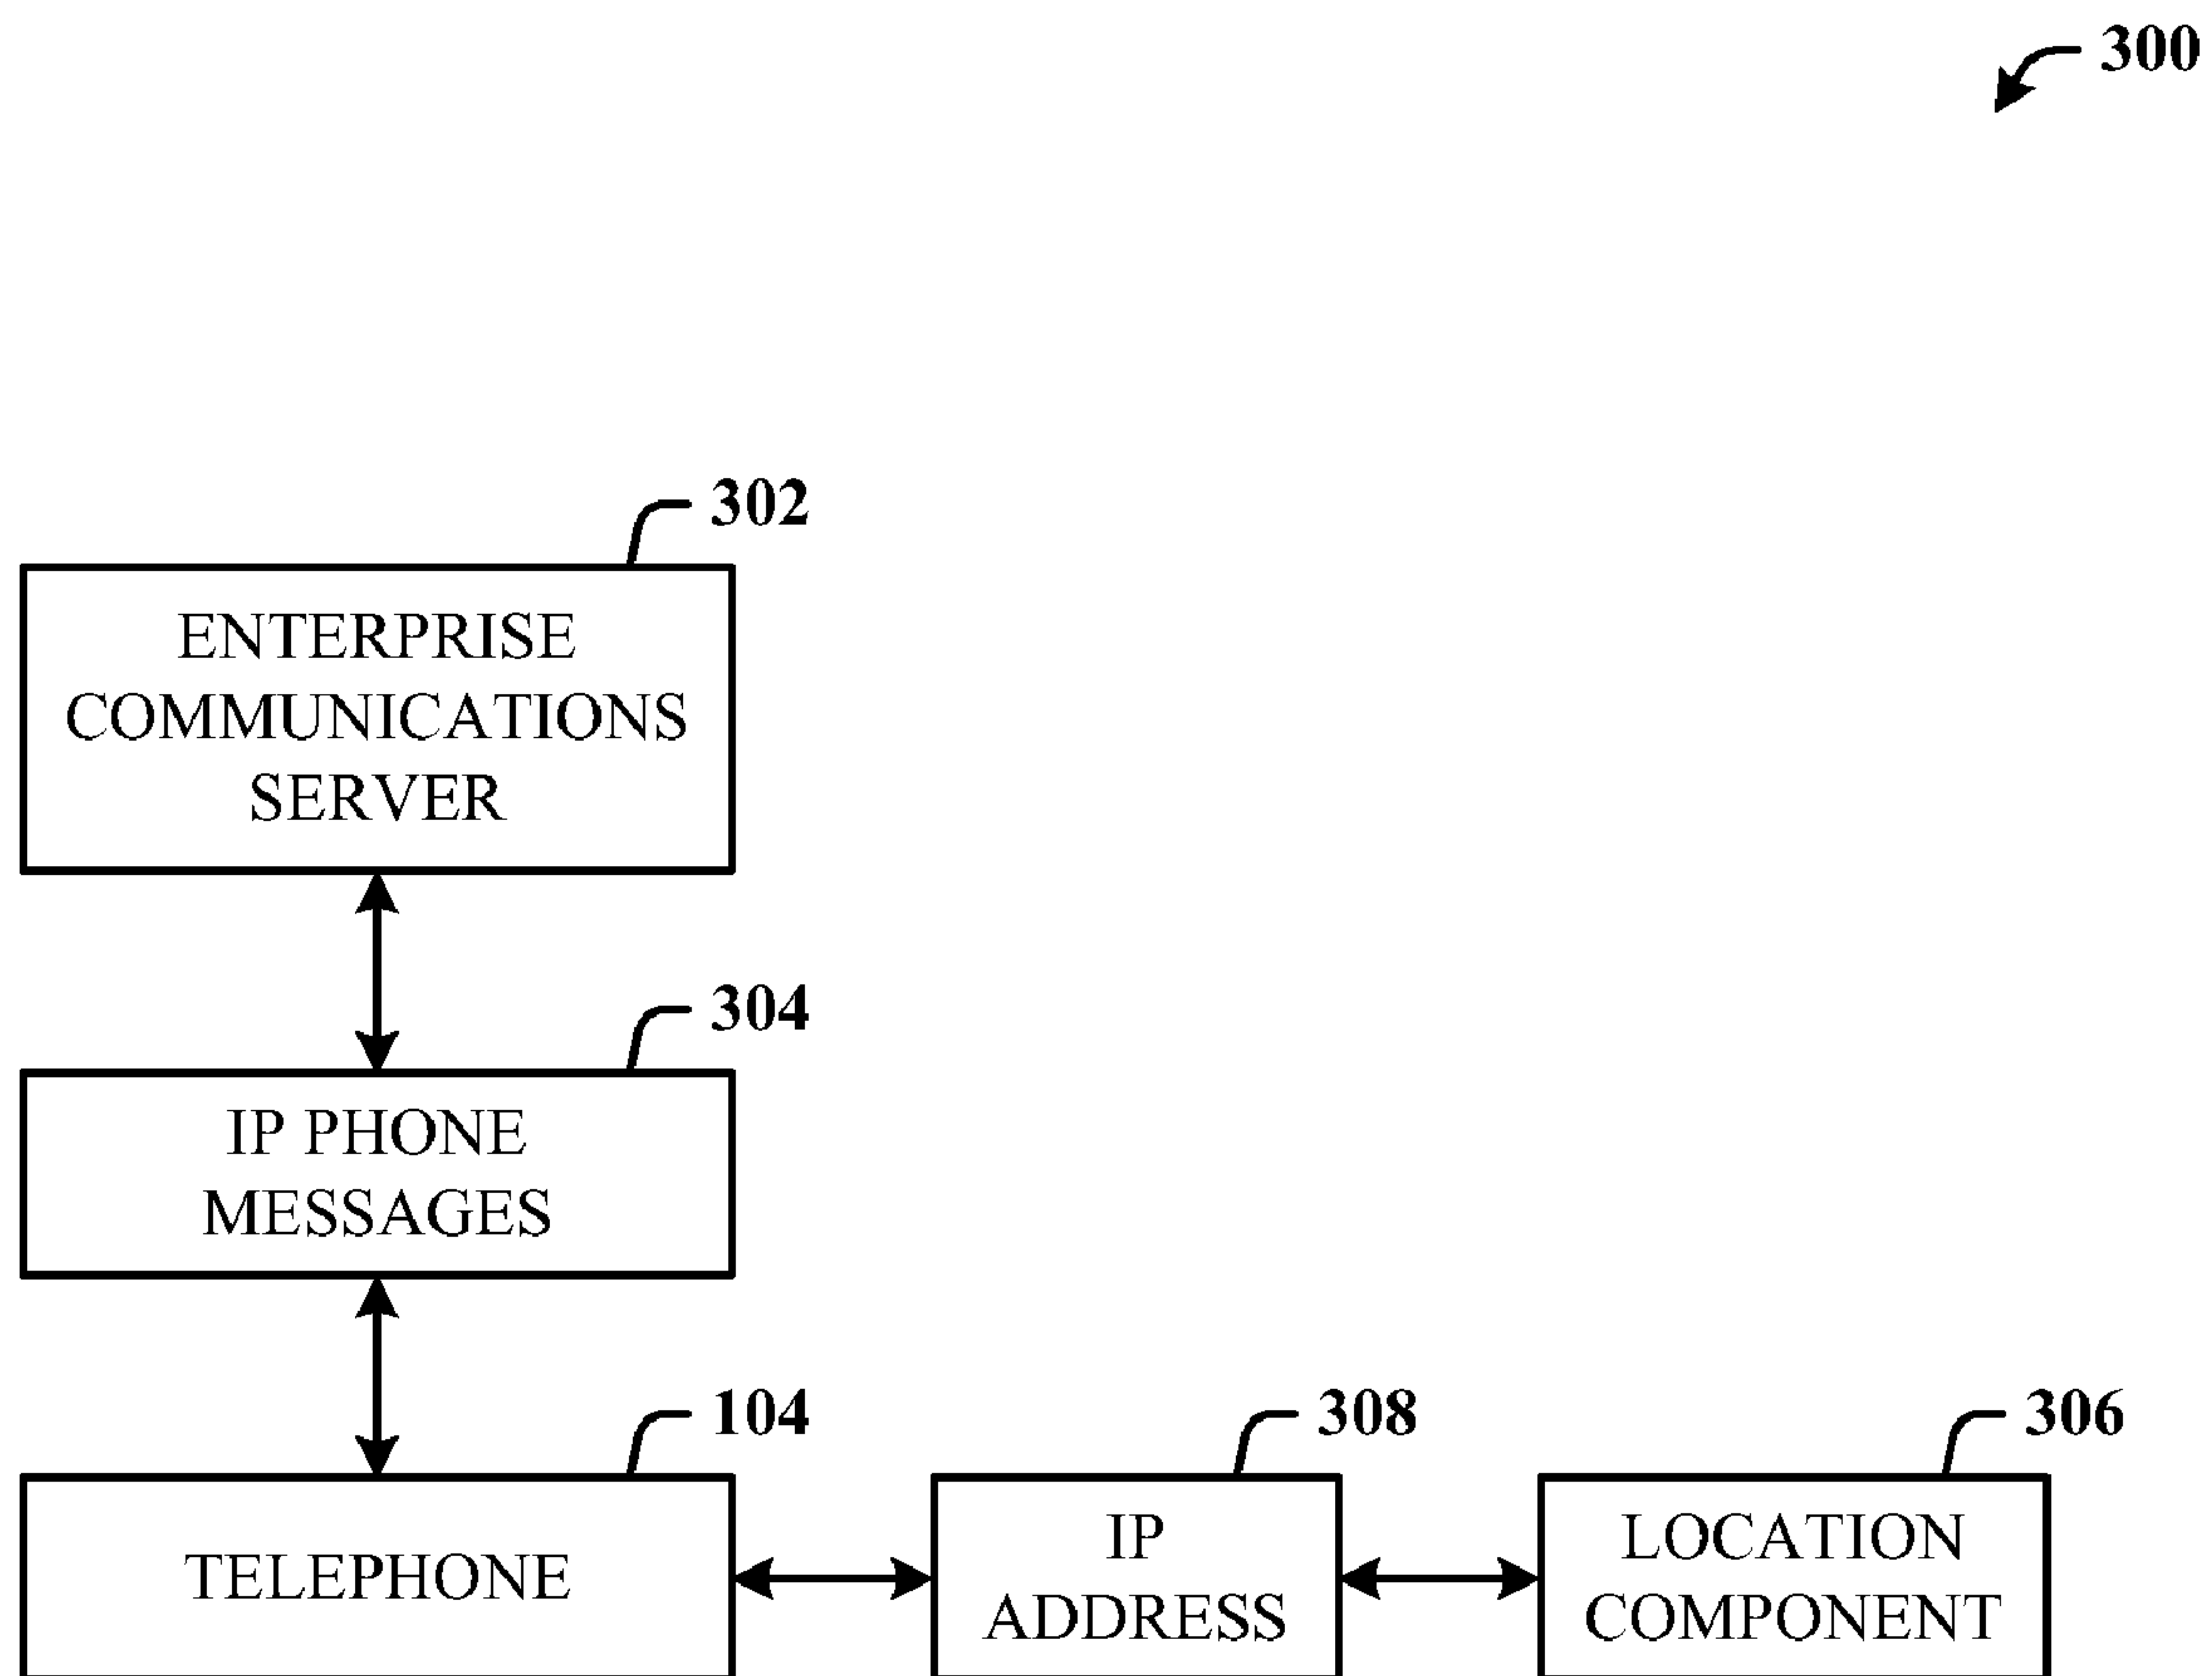 300
302
ENTERPRISE
COMMUNICATIONS
SERVER
304
IP PHONE
MESSAGES
104
TELEPHONE
308
IP
ADDRESS
306
LOCATION
COMPONENT